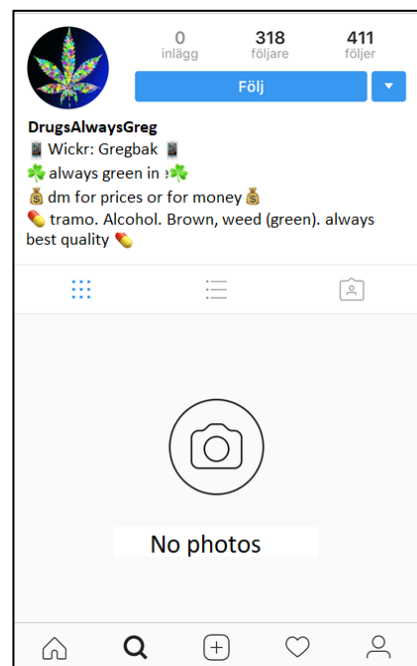 0 318 411
inlägg följare följer
Följ
DrugsAlwaysGreg
Wickr: Gregbak
always green in
dm for prices or for money
tramo. Alcohol. Brown, weed (green). always
best quality
No photos